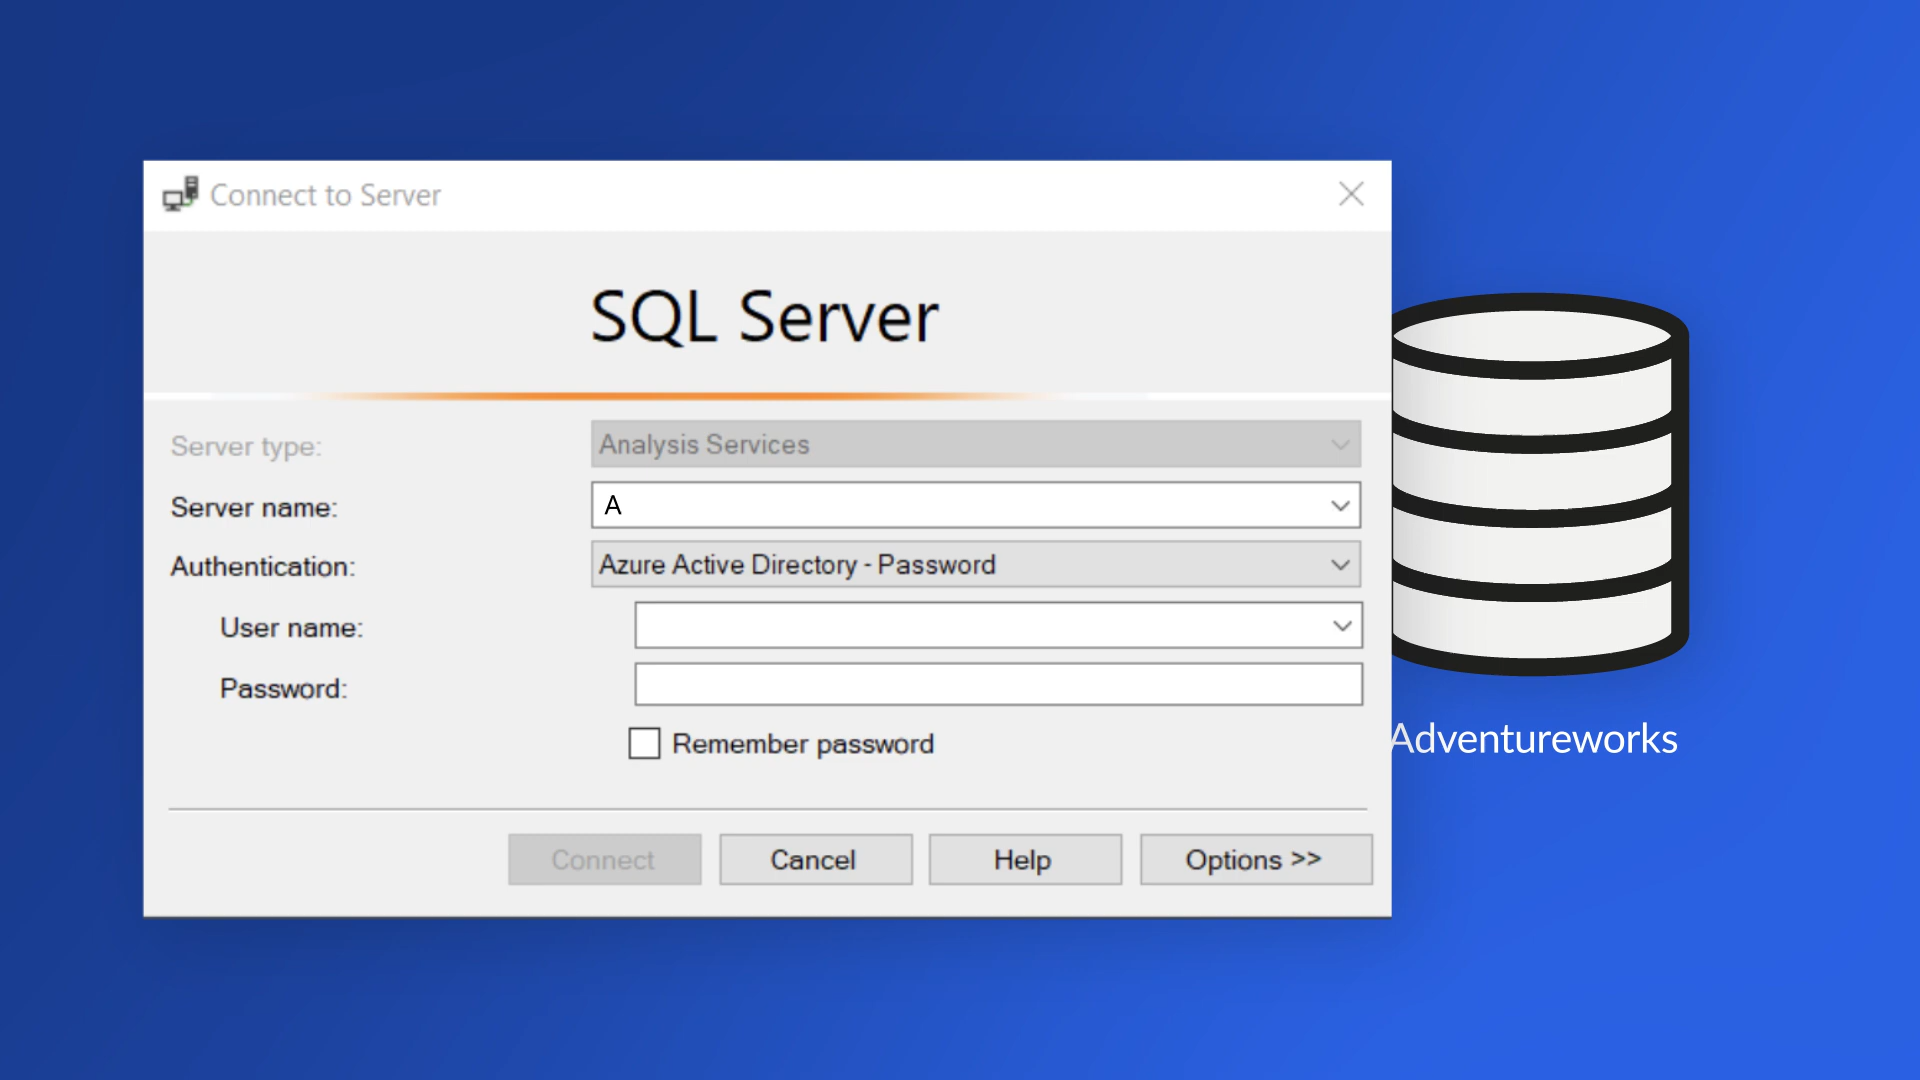 Connect to Server
SQL Server
Server type: Analysis Services
Server name: A
Authentication: Azure Active Directory - Password
User name:
Password:
Remember password
Adventureworks
Connect Cancel Help Options >>